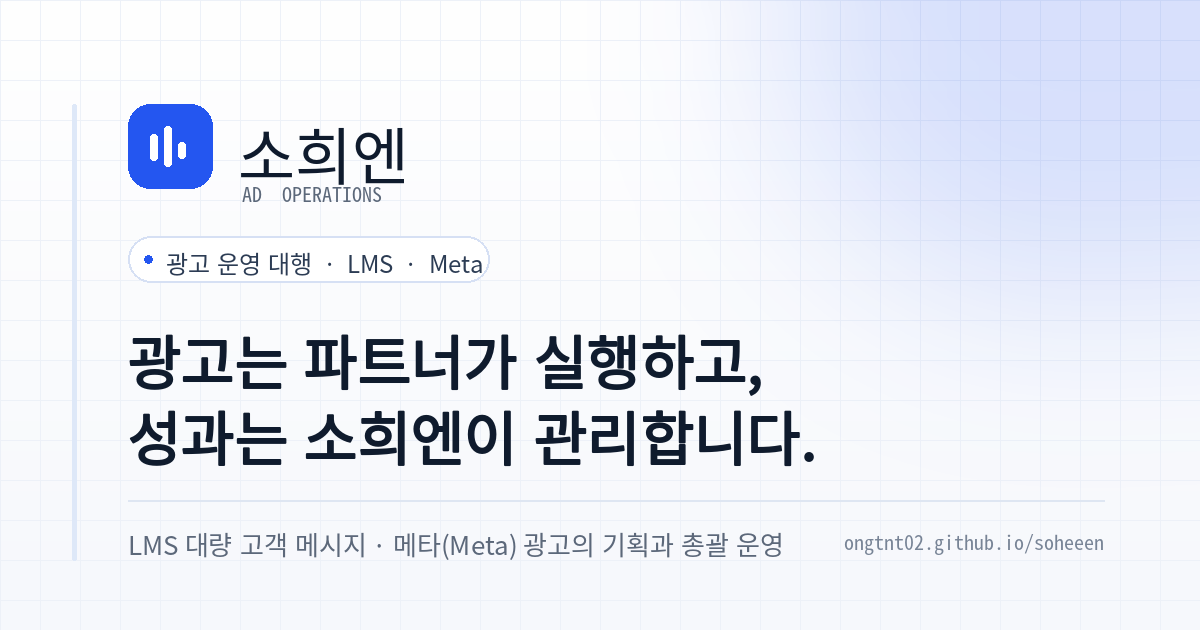 소희엔
AD OPERATIONS
광고 운영 대행 · LMS · Meta
광고는 파트너가 실행하고,
성과는 소희엔이 관리합니다.
LMS 대량 고객 메시지 · 메타(Meta) 광고의 기획과 총괄 운영
ongtnt02.github.io/soheeen